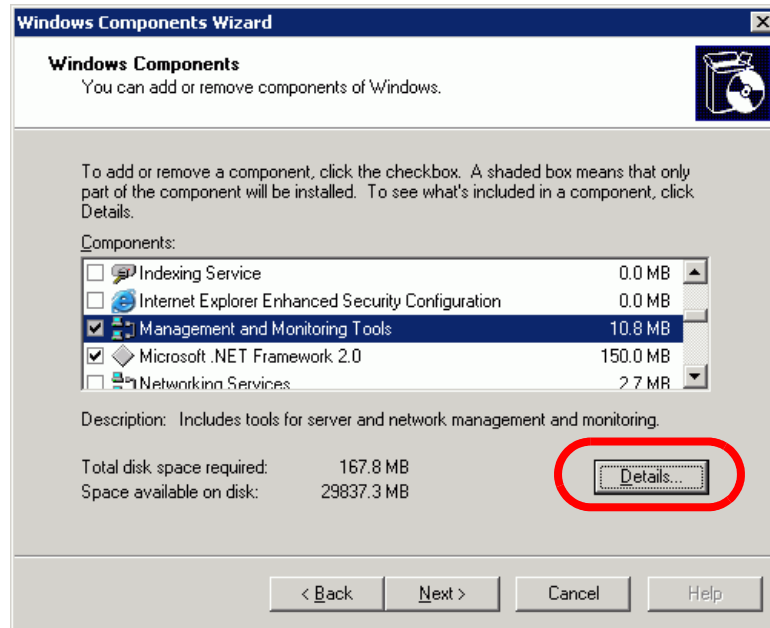 Windows Components Wizard
Windows Components
You can add or remove components of Windows.
To add or remove a component, click the checkbox. A shaded box means that only
part of the component will be installed. To see what's included in a component, click
Details.
Components:
Indexing Service 0.0 MB
Internet Explorer Enhanced Security Configuration 0.0 MB
Management and Monitoring Tools 10.8 MB
Microsoft .NET Framework 2.0 150.0 MB
Networking Services 2.7 MB
Description: Includes tools for server and network management and monitoring.
Total disk space required: 167.8 MB
Space available on disk: 29837.3 MB
Details...
< Back Next > Cancel Help